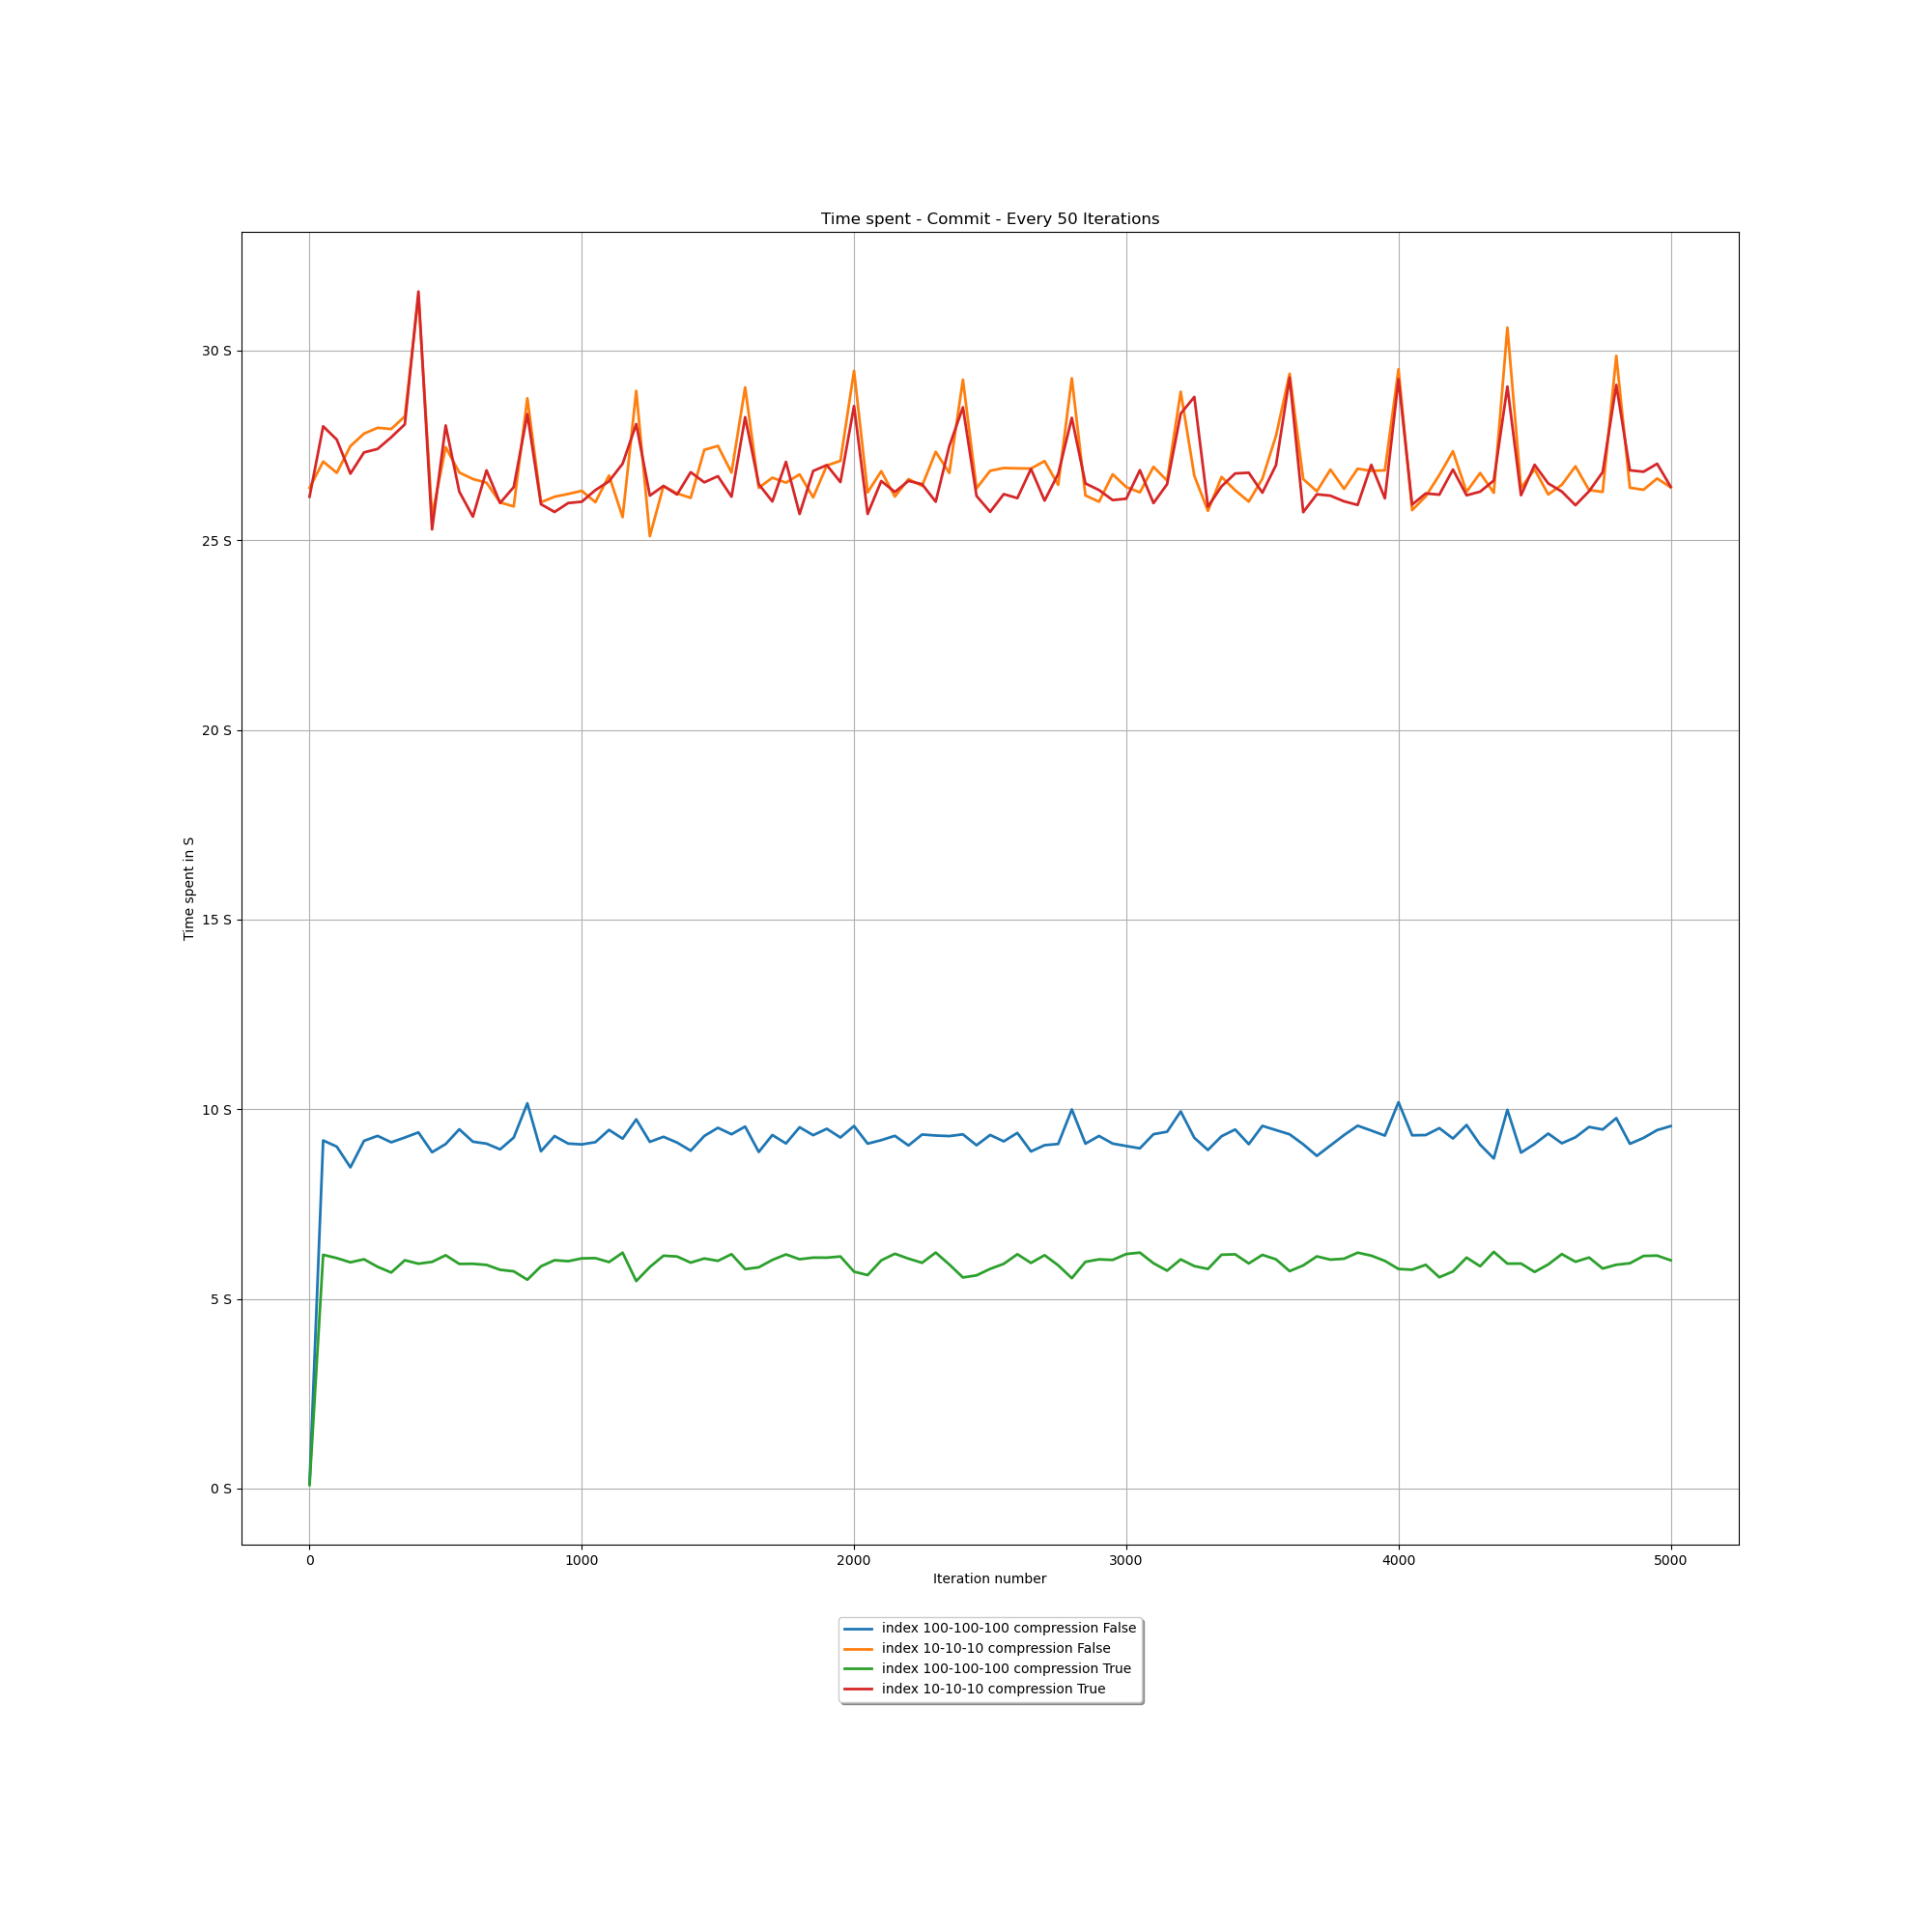 Time spent - Commit - Every 50 Iterations
30 S
25 S
20 S
15 S
10 S
5 S
0 S
Time spent in S
0 1000 2000 3000 4000 5000
Iteration number
index 100-100-100 compression False
index 10-10-10 compression False
index 100-100-100 compression True
index 10-10-10 compression True